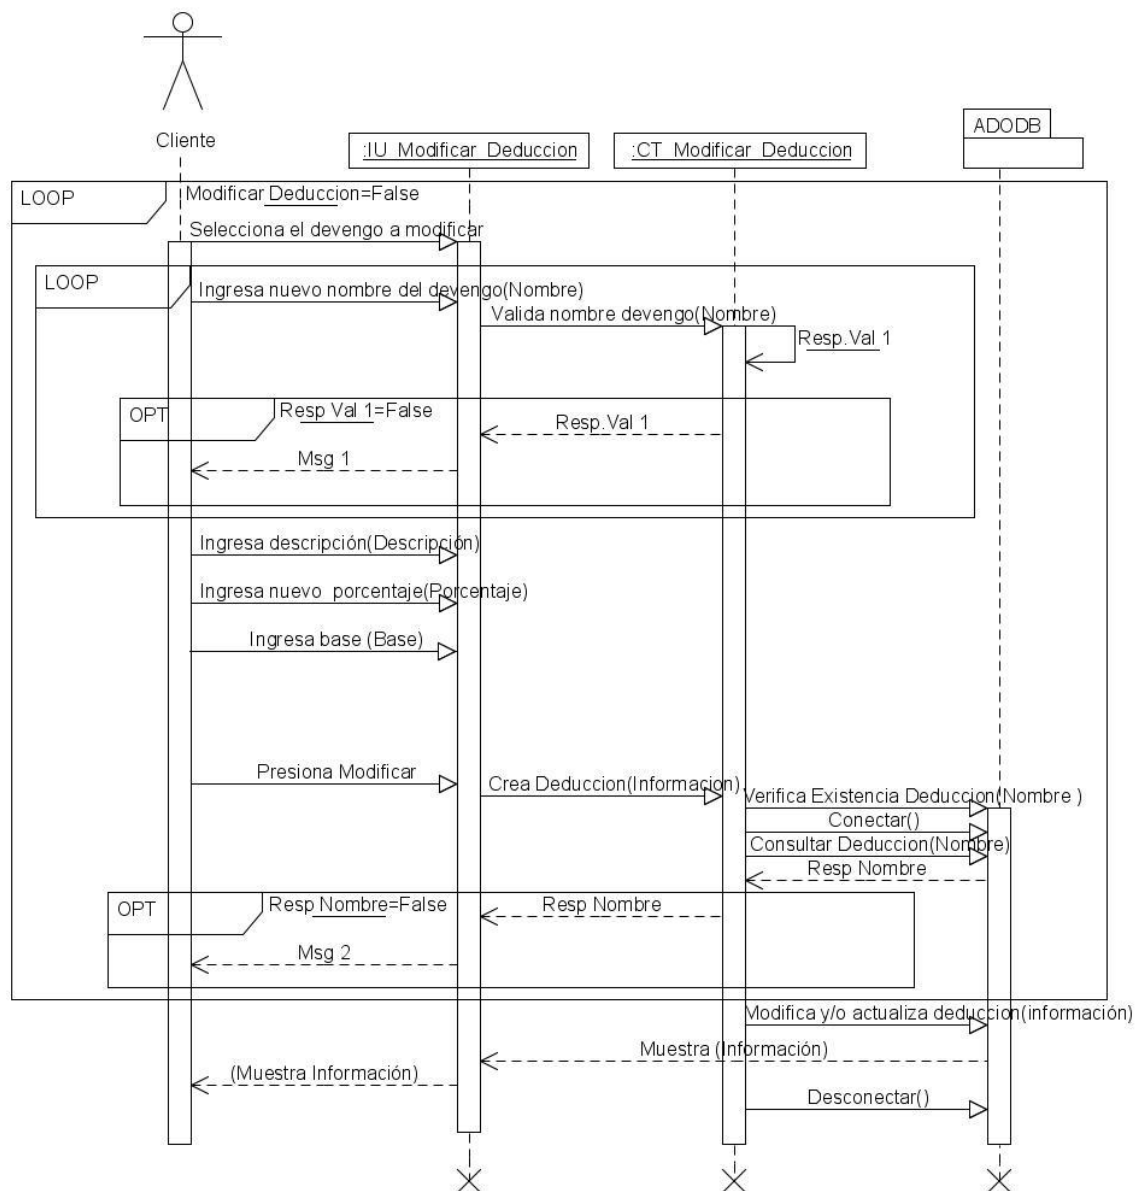 Cliente
:IU_Modificar_Deduccion
:CT_Modificar_Deduccion
ADODB
LOOP
Modificar_Deduccion=False
Selecciona el devengo a modificar
LOOP
Ingresa nuevo nombre del devengo(Nombre)
Valida nombre devengo(Nombre)
Resp.Val 1
OPT
Resp Val 1=False
Resp.Val 1
Msg 1
Ingresa descripción(Descripción)
Ingresa nuevo porcentaje(Porcentaje)
Ingresa base (Base)
Presiona Modificar
Crea Deduccion(Informacion)
Verifica Existencia Deduccion(Nombre )
Conectar()
Consultar Deduccion(Nombre)
Resp Nombre
OPT
Resp Nombre=False
Resp Nombre
Msg 2
Modifica y/o actualiza deduccion(información)
Muestra (Información)
(Muestra Información)
Desconectar()